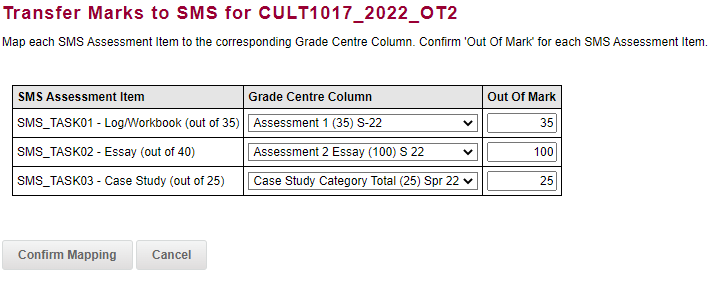 Transfer Marks to SMS for CULT1017_2022_OT2
Map each SMS Assessment Item to the corresponding Grade Centre Column. Confirm 'Out Of Mark' for each SMS Assessment Item.
SMS Assessment Item Grade Centre Column Out Of Mark
SMS_TASK01 - Log/Workbook (out of 35) Assessment 1 (35) S-22 35
SMS_TASK02 - Essay (out of 40) Assessment 2 Essay (100) S 22 100
SMS_TASK03 - Case Study (out of 25) Case Study Category Total (25) Spr 22 25
Confirm Mapping Cancel